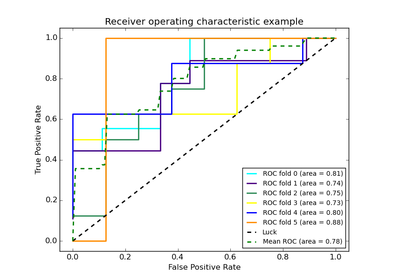 Receiver operating characteristic example
True Positive Rate
1.0
0.8
0.6
0.4
0.2
0.0
0.0 0.2 0.4 0.6 0.8 1.0
False Positive Rate
ROC fold 0 (area = 0.81)
ROC fold 1 (area = 0.74)
ROC fold 2 (area = 0.75)
ROC fold 3 (area = 0.73)
ROC fold 4 (area = 0.80)
ROC fold 5 (area = 0.88)
Luck
Mean ROC (area = 0.78)